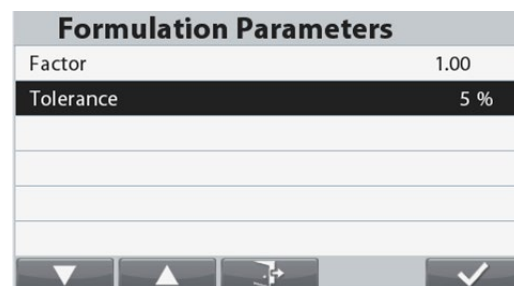 Formulation Parameters
Factor 1.00
Tolerance 5 %